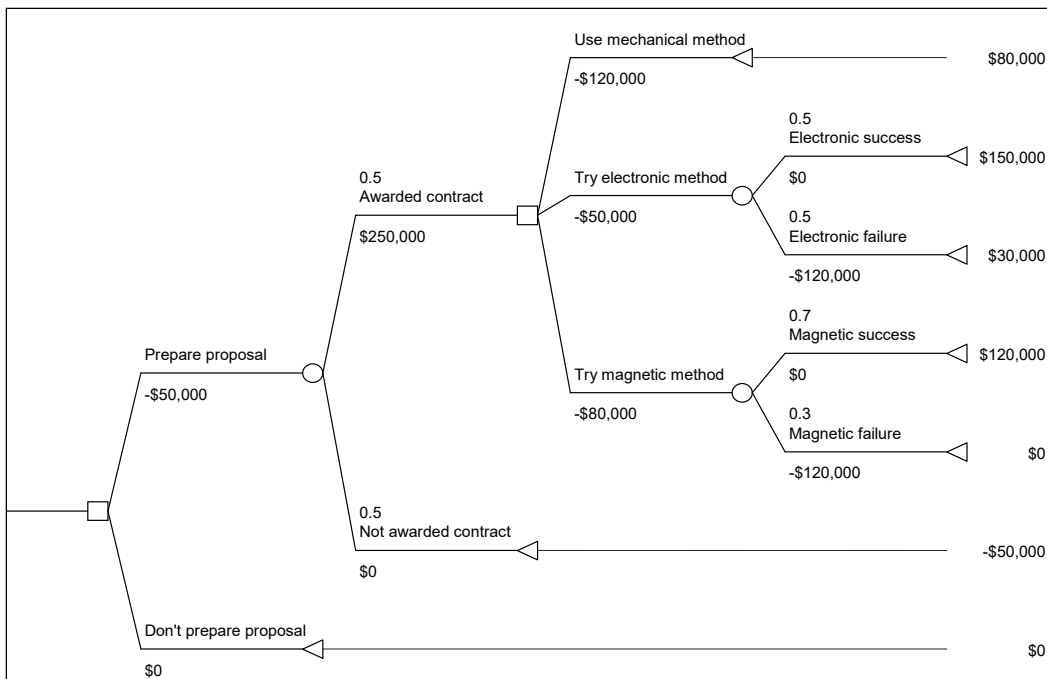 Use mechanical method
-$120,000
$80,000
0.5
Electronic success
$0
$150,000
Try electronic method
-$50,000
0.5
Electronic failure
-$120,000
$30,000
0.5
Awarded contract
$250,000
0.7
Magnetic success
$0
$120,000
Try magnetic method
-$80,000
0.3
Magnetic failure
-$120,000
$0
Prepare proposal
-$50,000
0.5
Not awarded contract
$0
-$50,000
Don't prepare proposal
$0
$0